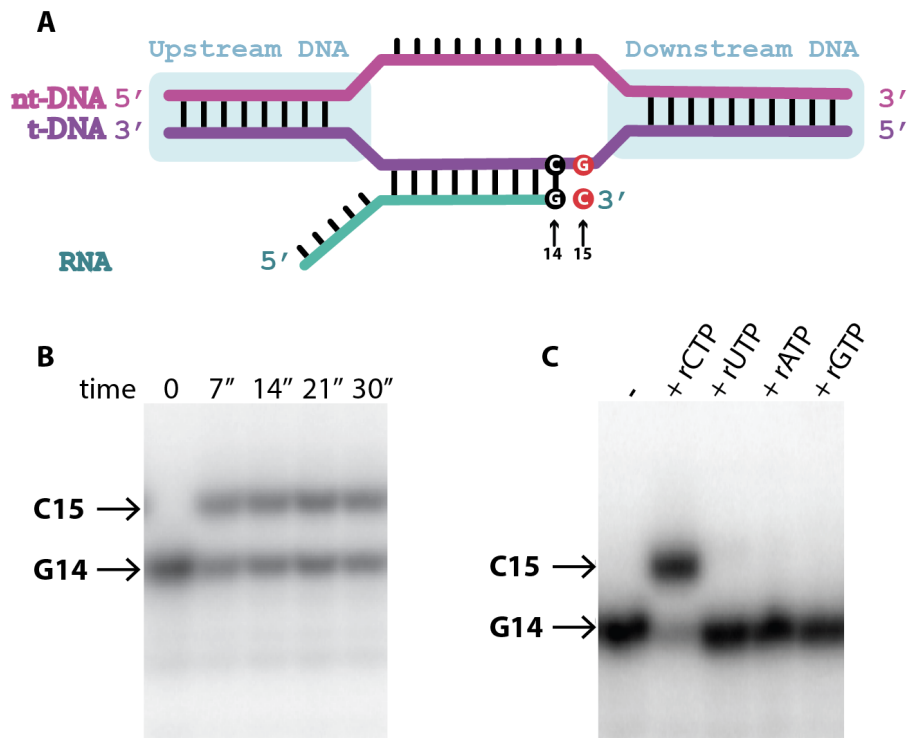 A
Upstream DNA Downstream DNA
nt-DNA 5′ 3′
t-DNA 3′ 5′
C G
G C 3′
14 15
RNA 5′
B
time 0 7″ 14″ 21″ 30″
C15
G14
C
- + rCTP + rUTP + rATP + rGTP
C15
G14